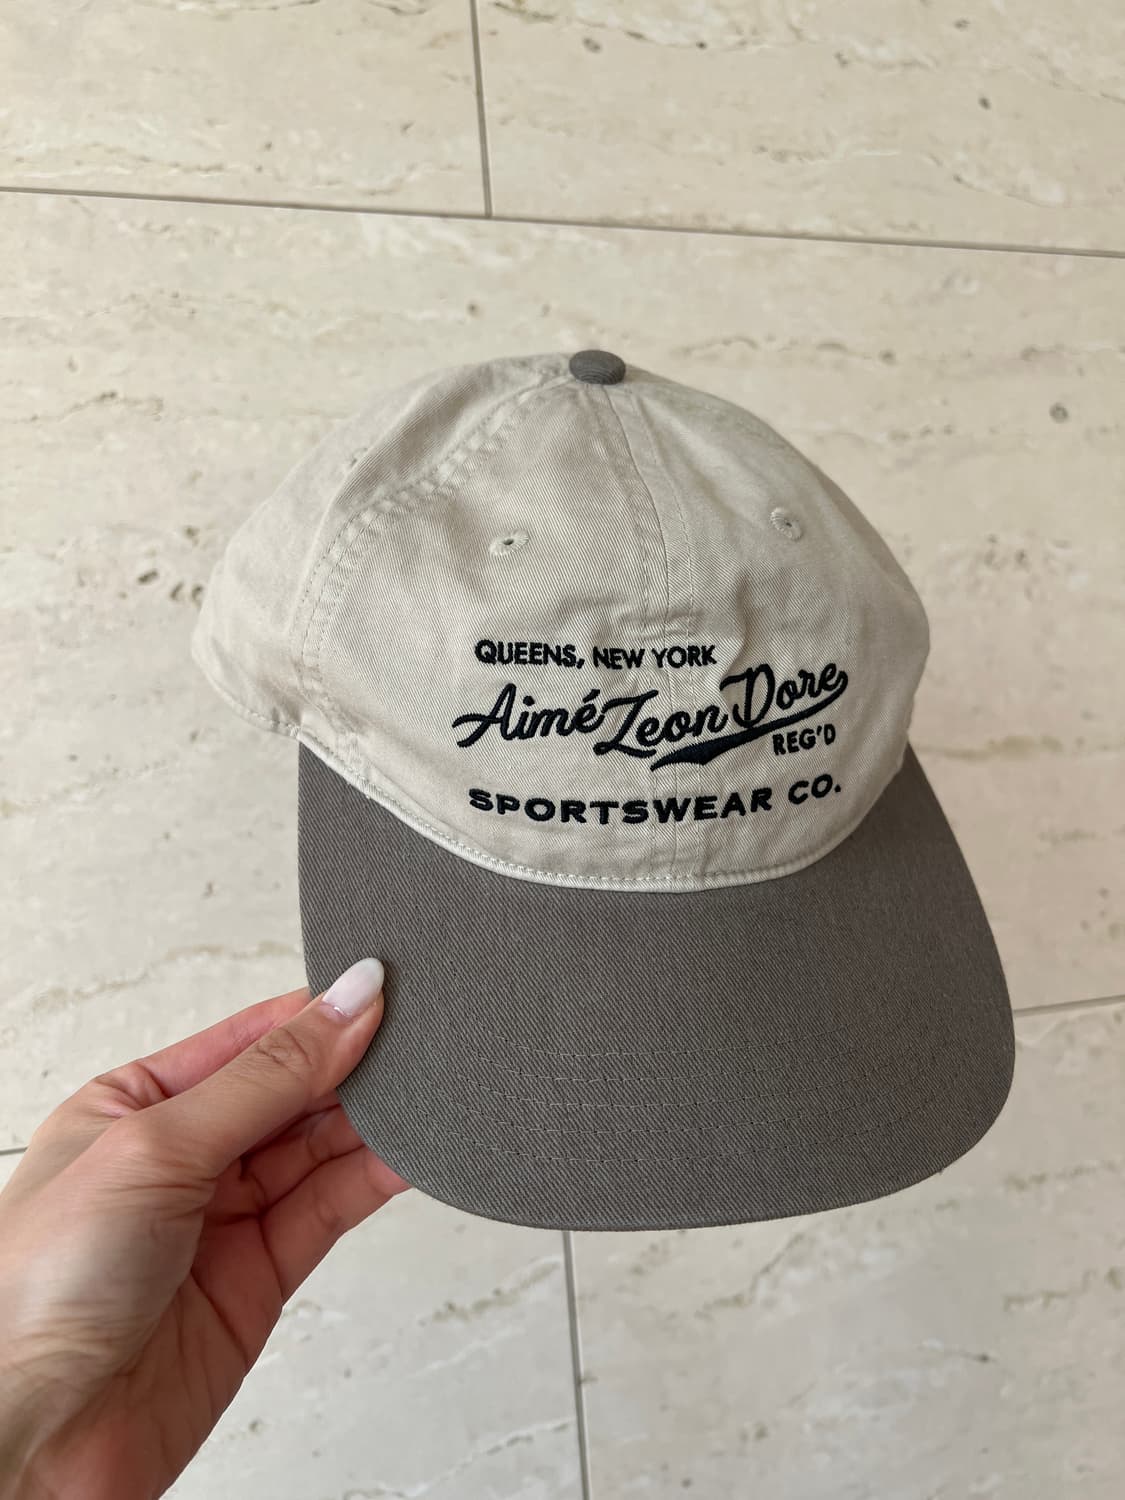 QUEENS, NEW YORK
Aimé Leon Dore
REG'D
SPORTSWEAR CO.